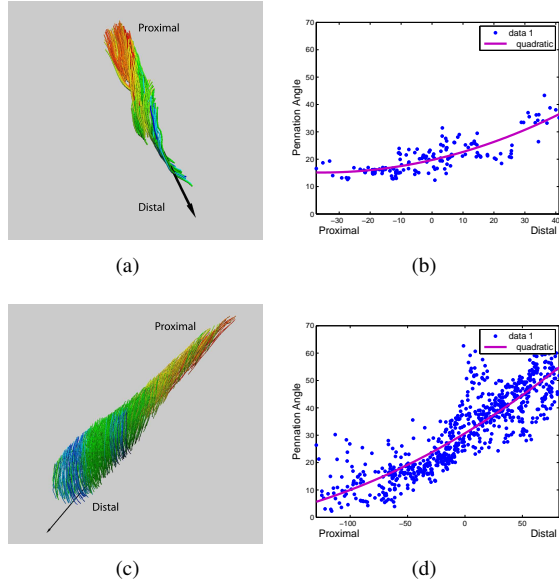 Proximal
Distal
(a)
data 1
quadratic
Pennation Angle
70
60
50
40
30
20
10
0
−30 −20 −10 0 10 20 30 40
Proximal Distal
(b)
Proximal
Distal
(c)
data 1
quadratic
Pennation Angle
70
60
50
40
30
20
10
0
−100 −50 0 50
Proximal Distal
(d)